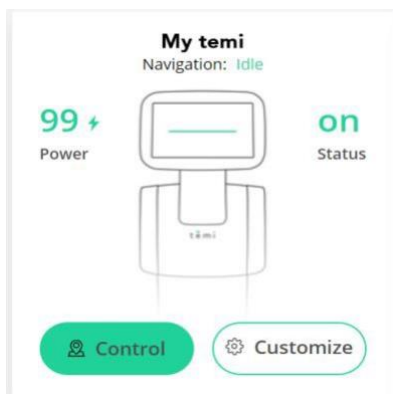 My temi
Navigation: Idle
99
Power
on
Status
temi
Control
Customize